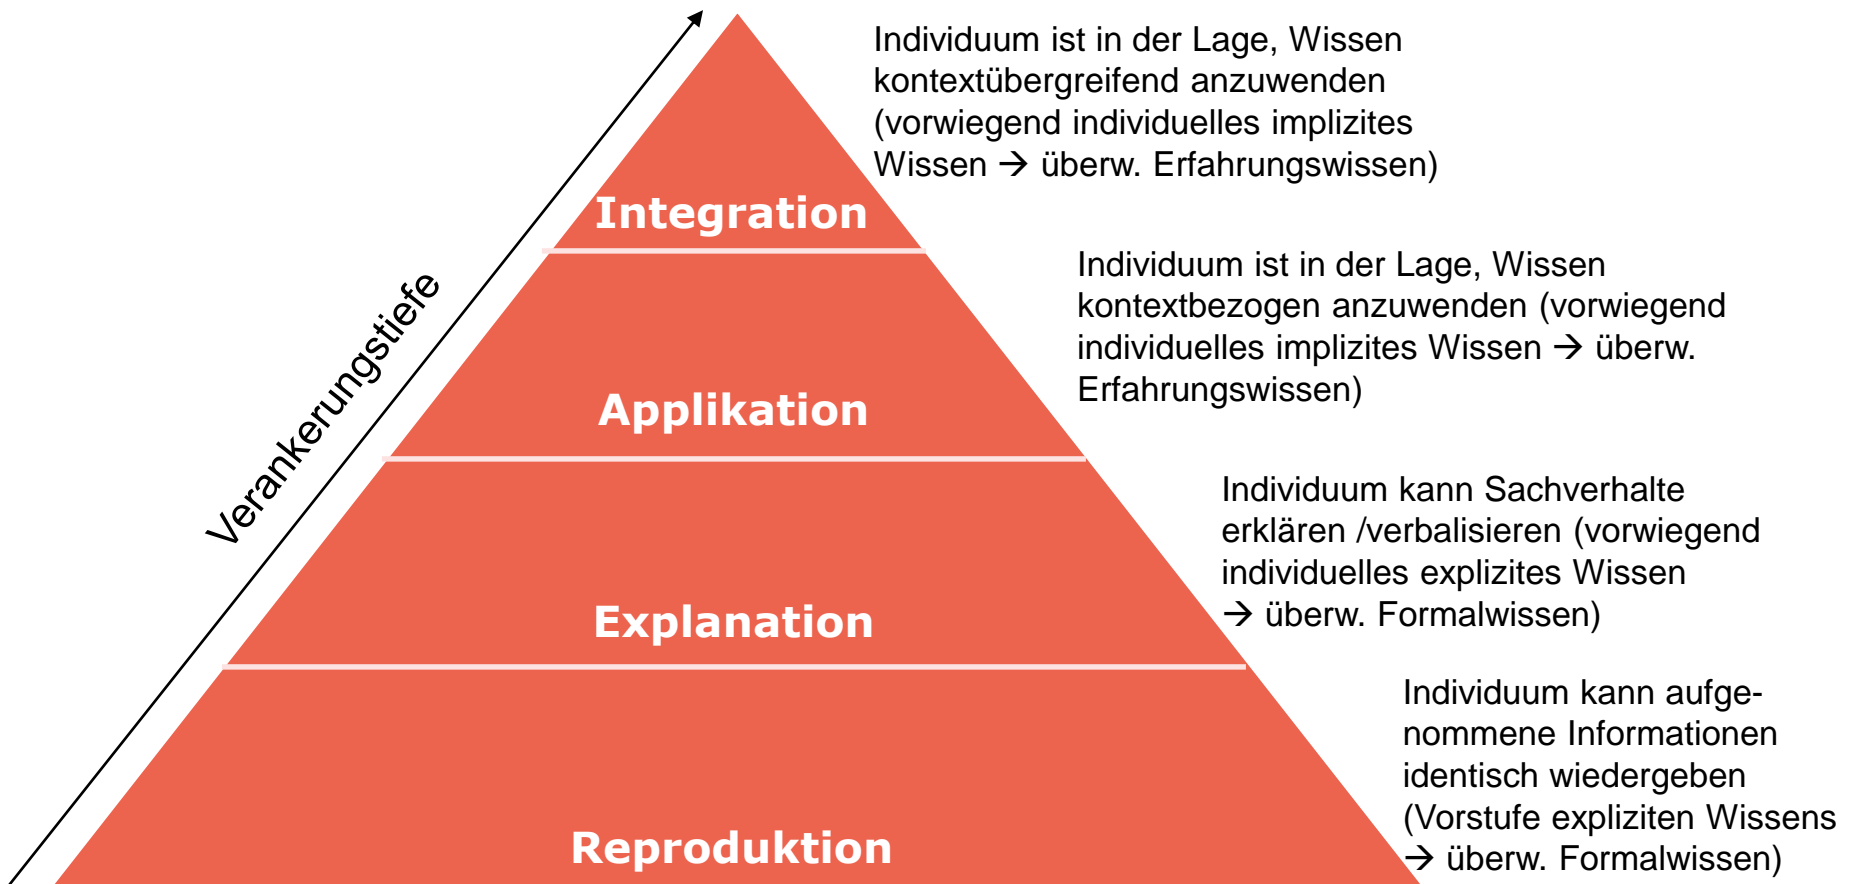 Individuum ist in der Lage, Wissen
kontextübergreifend anzuwenden
(vorwiegend individuelles implizites
Wissen → überw. Erfahrungswissen)
Integration
Individuum ist in der Lage, Wissen
kontextbezogen anzuwenden (vorwiegend
individuelles implizites Wissen → überw.
Erfahrungswissen)
Applikation
Verankerungstiefe
Individuum kann Sachverhalte
erklären /verbalisieren (vorwiegend
individuelles explizites Wissen
→ überw. Formalwissen)
Explanation
Individuum kann aufge-
nommene Informationen
identisch wiedergeben
(Vorstufe expliziten Wissens
→ überw. Formalwissen)
Reproduktion